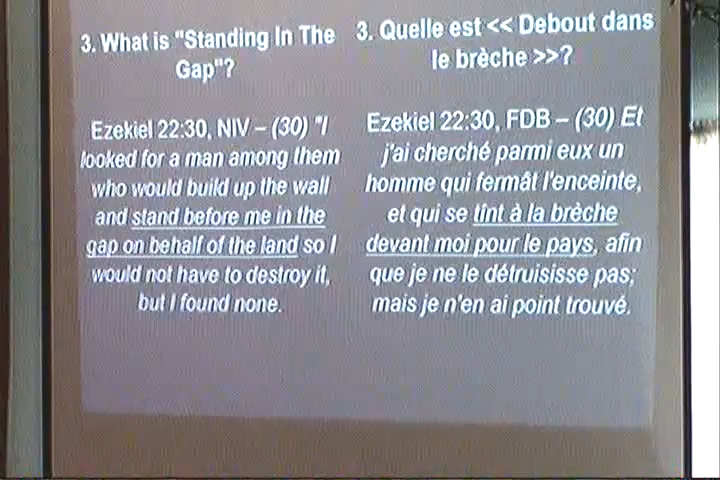 3. What is "Standing In The
Gap"?
Ezekiel 22:30, NIV – (30) "I
looked for a man among them
who would build up the wall
and stand before me in the
gap on behalf of the land so I
would not have to destroy it,
but I found none.
3. Quelle est << Debout dans
le brèche >>?
Ezekiel 22:30, FDB – (30) Et
j'ai cherché parmi eux un
homme qui fermât l'enceinte,
et qui se tînt à la brèche
devant moi pour le pays, afin
que je ne le détruisisse pas;
mais je n'en ai point trouvé.